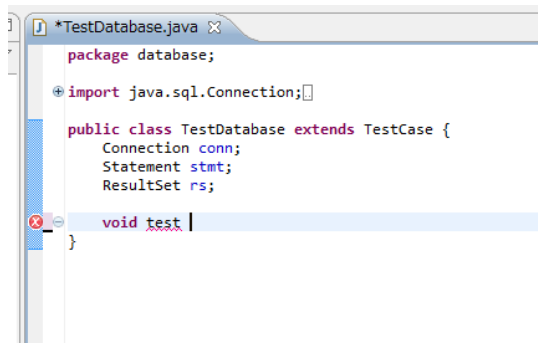 *TestDatabase.java
package database;
import java.sql.Connection;
public class TestDatabase extends TestCase {
Connection conn;
Statement stmt;
ResultSet rs;
void test
}